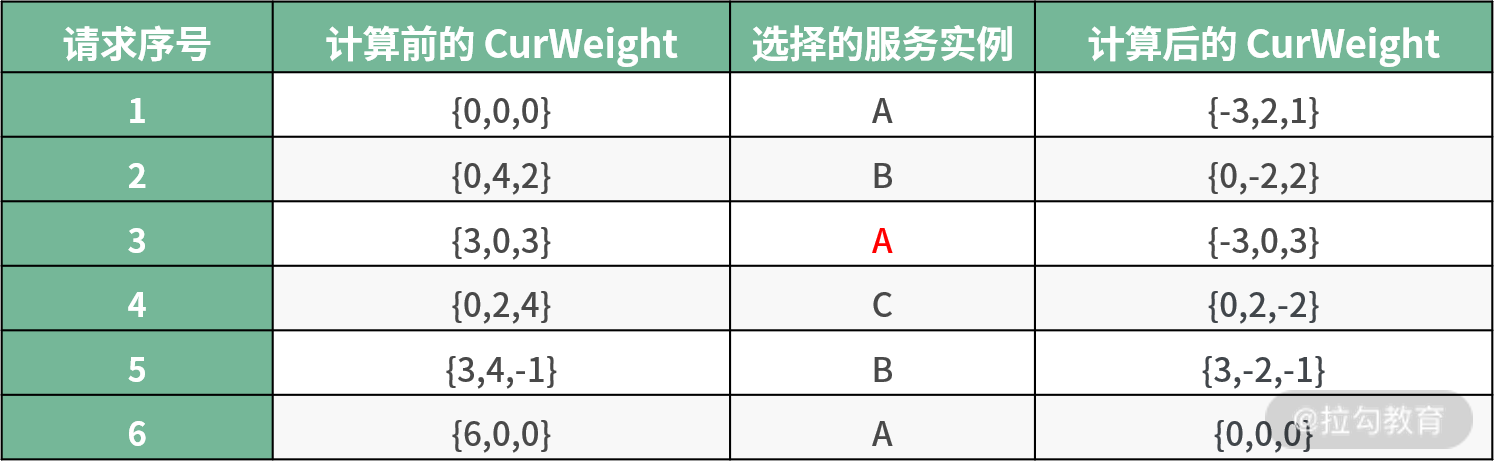 请求序号 计算前的 CurWeight 选择的服务实例 计算后的 CurWeight
1 {0,0,0} A {-3,2,1}
2 {0,4,2} B {0,-2,2}
3 {3,0,3} A {-3,0,3}
4 {0,2,4} C {0,2,-2}
5 {3,4,-1} B {3,-2,-1}
6 {6,0,0} A {0,0,0}
@拉勾教育